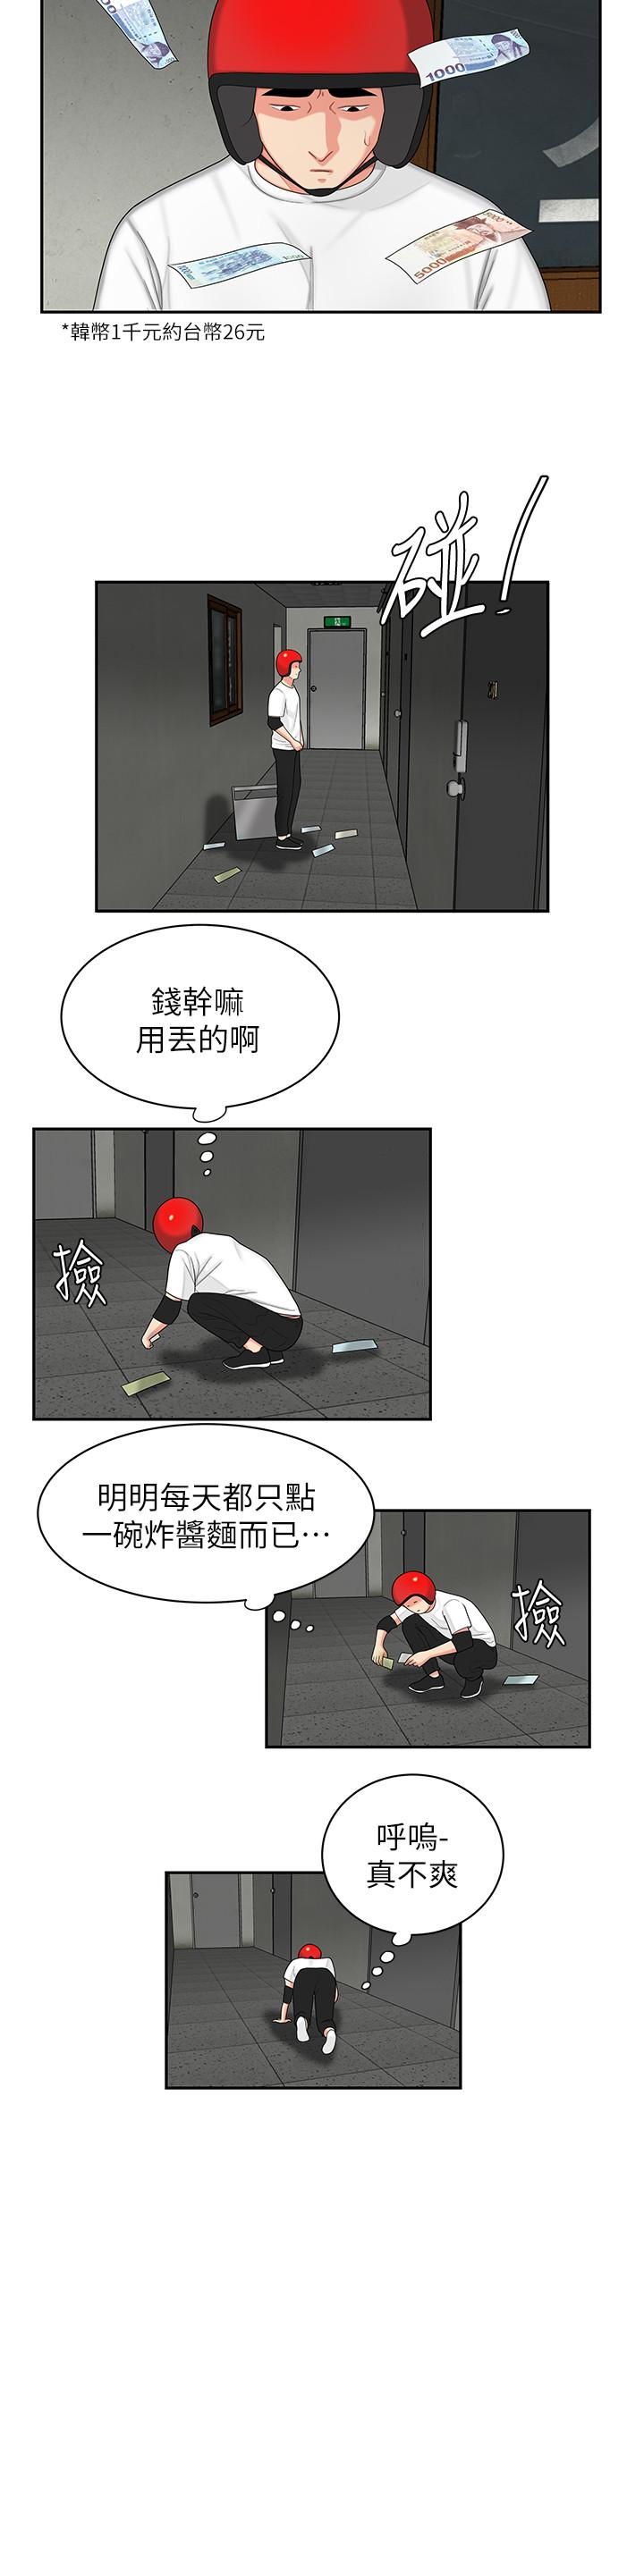 1000
5000
*韓幣1千元約台幣26元
碰!
錢幹嘛
用丟的啊
撿
明明每天都只點
一碗炸醬麵而已…
撿
呼嗚-
真不爽